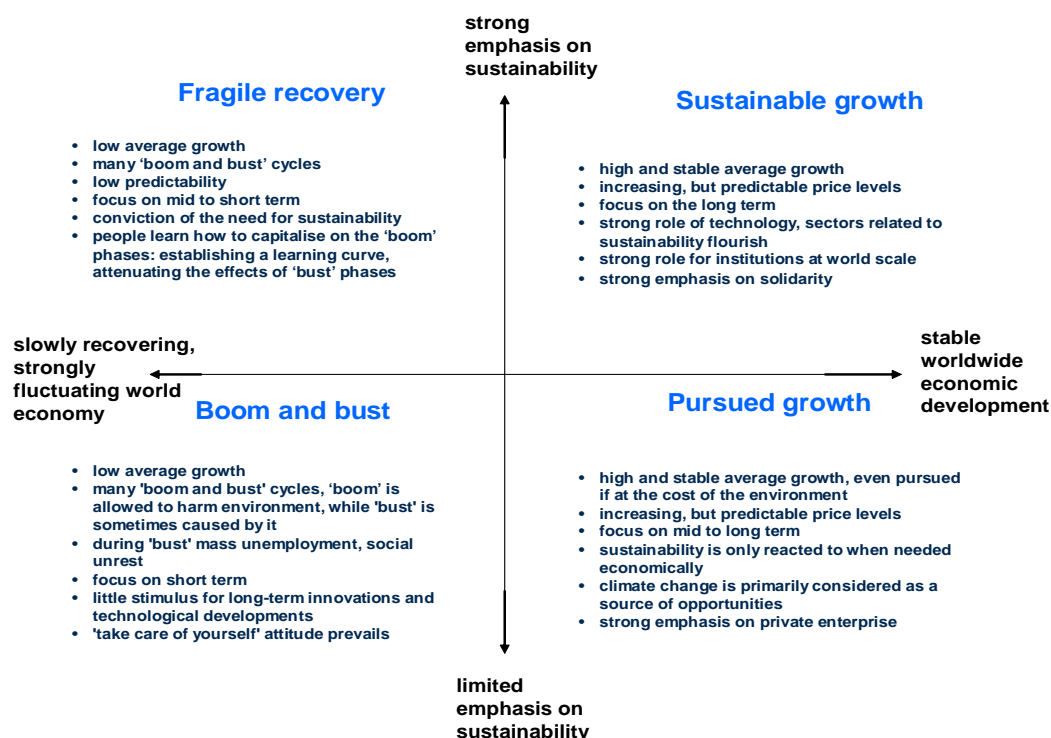 strong
emphasis on
sustainability
Fragile recovery
• low average growth
• many ‘boom and bust’ cycles
• low predictability
• focus on mid to short term
• conviction of the need for sustainability
• people learn how to capitalise on the ‘boom’
phases: establishing a learning curve,
attenuating the effects of ‘bust’ phases
Sustainable growth
• high and stable average growth
• increasing, but predictable price levels
• focus on the long term
• strong role of technology, sectors related to
sustainability flourish
• strong role for institutions at world scale
• strong emphasis on solidarity
slowly recovering,
strongly
fluctuating world
economy
stable
worldwide
economic
development
Boom and bust
• low average growth
• many 'boom and bust' cycles, ‘boom’ is
allowed to harm environment, while 'bust' is
sometimes caused by it
• during 'bust' mass unemployment, social
unrest
• focus on short term
• little stimulus for long-term innovations and
technological developments
• 'take care of yourself' attitude prevails
Pursued growth
• high and stable average growth, even pursued
if at the cost of the environment
• increasing, but predictable price levels
• focus on mid to long term
• sustainability is only reacted to when needed
economically
• climate change is primarily considered as a
source of opportunities
• strong emphasis on private enterprise
limited
emphasis on
sustainability